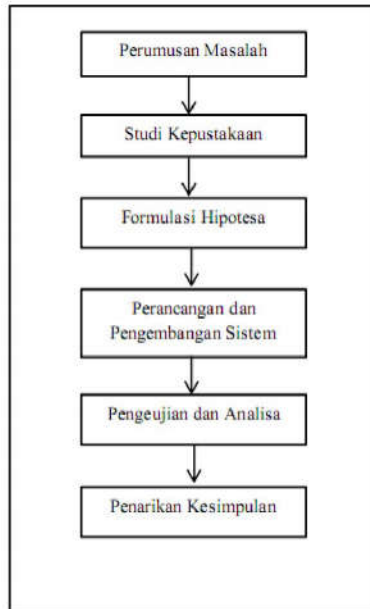 Perumusan Masalah
Studi Kepustakaan
Formulasi Hipotesa
Perancangan dan
Pengembangan Sistem
Pengeujian dan Analisa
Penarikan Kesimpulan